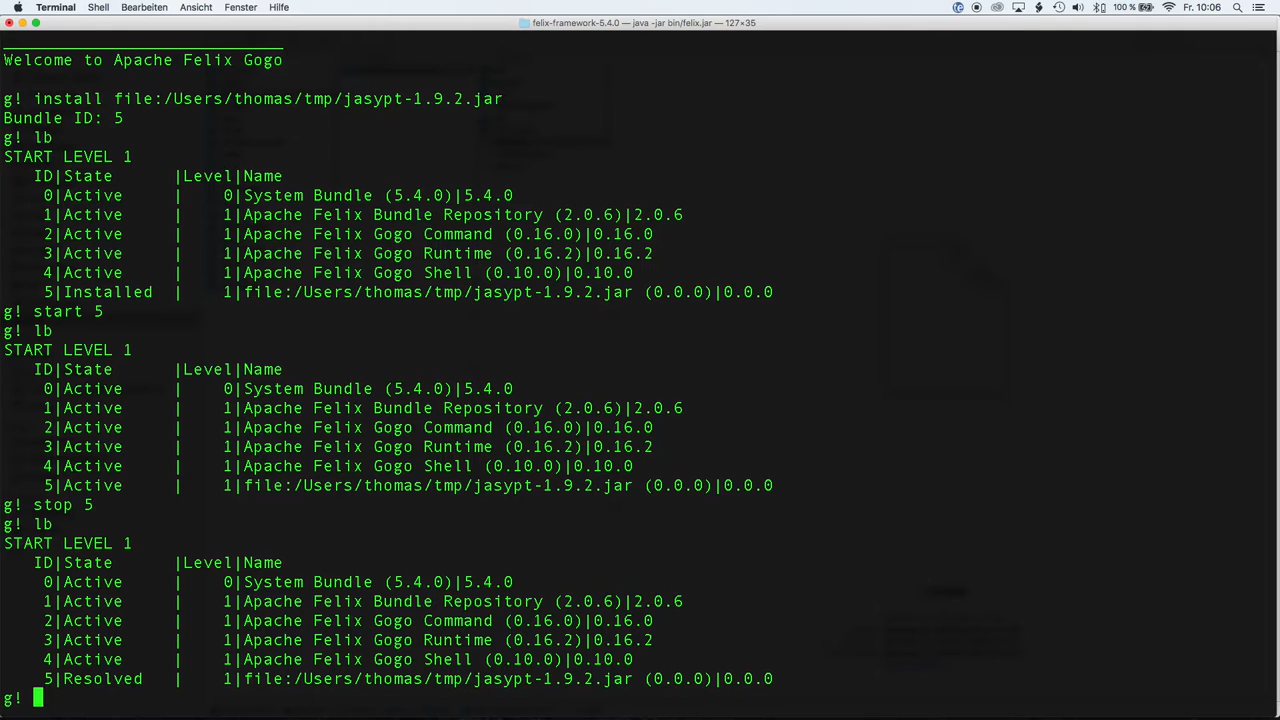 Terminal Shell Bearbeiten Ansicht Fenster Hilfe 100 % Fr. 10:06
felix-framework-5.4.0 — java -jar bin/felix.jar — 127×35
Welcome to Apache Felix Gogo
g! install file:/Users/thomas/tmp/jasypt-1.9.2.jar
Bundle ID: 5
g! lb
START LEVEL 1
ID|State |Level|Name
0|Active | 0|System Bundle (5.4.0)|5.4.0
1|Active | 1|Apache Felix Bundle Repository (2.0.6)|2.0.6
2|Active | 1|Apache Felix Gogo Command (0.16.0)|0.16.0
3|Active | 1|Apache Felix Gogo Runtime (0.16.2)|0.16.2
4|Active | 1|Apache Felix Gogo Shell (0.10.0)|0.10.0
5|Installed | 1|file:/Users/thomas/tmp/jasypt-1.9.2.jar (0.0.0)|0.0.0
g! start 5
g! lb
START LEVEL 1
ID|State |Level|Name
0|Active | 0|System Bundle (5.4.0)|5.4.0
1|Active | 1|Apache Felix Bundle Repository (2.0.6)|2.0.6
2|Active | 1|Apache Felix Gogo Command (0.16.0)|0.16.0
3|Active | 1|Apache Felix Gogo Runtime (0.16.2)|0.16.2
4|Active | 1|Apache Felix Gogo Shell (0.10.0)|0.10.0
5|Active | 1|file:/Users/thomas/tmp/jasypt-1.9.2.jar (0.0.0)|0.0.0
g! stop 5
g! lb
START LEVEL 1
ID|State |Level|Name
0|Active | 0|System Bundle (5.4.0)|5.4.0
1|Active | 1|Apache Felix Bundle Repository (2.0.6)|2.0.6
2|Active | 1|Apache Felix Gogo Command (0.16.0)|0.16.0
3|Active | 1|Apache Felix Gogo Runtime (0.16.2)|0.16.2
4|Active | 1|Apache Felix Gogo Shell (0.10.0)|0.10.0
5|Resolved | 1|file:/Users/thomas/tmp/jasypt-1.9.2.jar (0.0.0)|0.0.0
g!